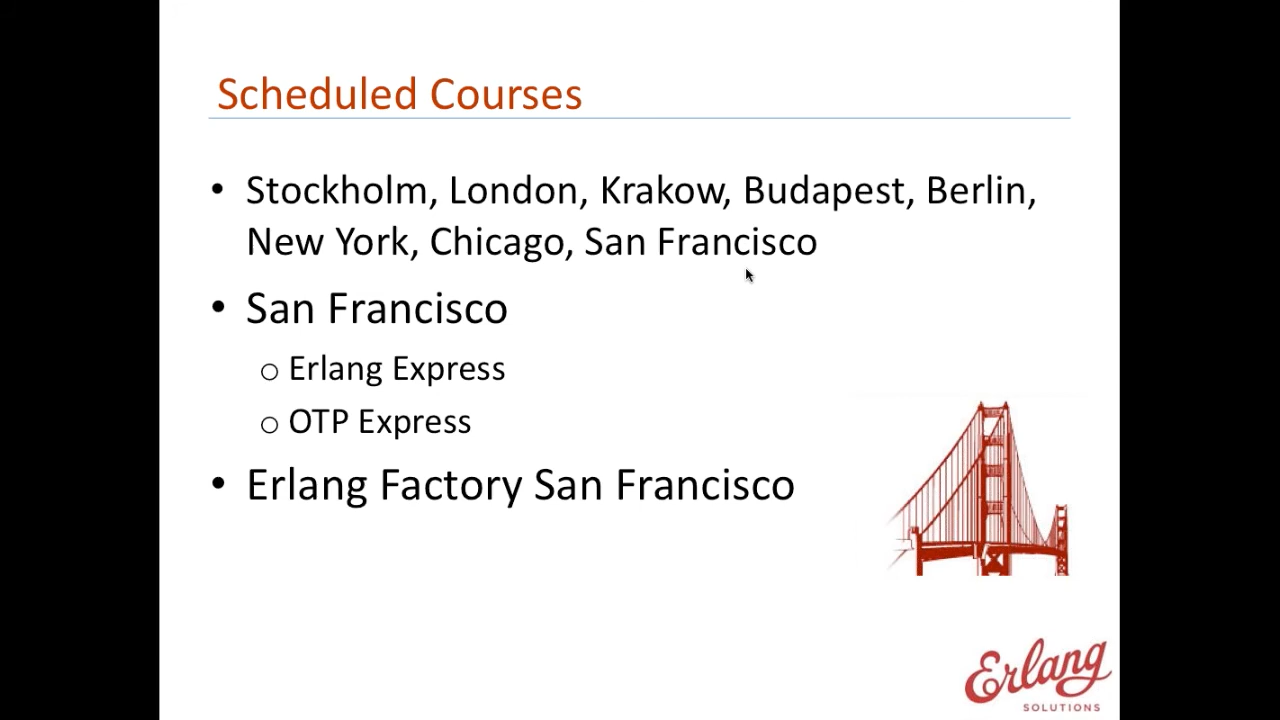 Scheduled Courses
• Stockholm, London, Krakow, Budapest, Berlin,
New York, Chicago, San Francisco
• San Francisco
o Erlang Express
o OTP Express
• Erlang Factory San Francisco
Erlang
SOLUTIONS